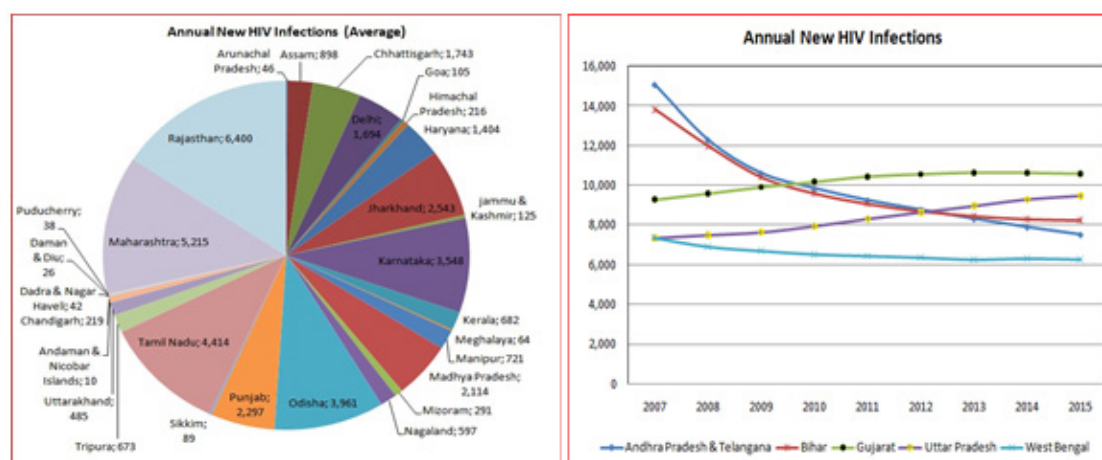 Annual New HIV Infections (Average)
Arunachal
Pradesh; 46
Assam; 898
Chhattisgarh; 1,743
Goa; 105
Himachal
Pradesh; 216
Delhi;
1,694
Haryana; 1,404
Rajasthan; 6,400
Jharkhand; 2,543
Jammu &
Kashmir; 125
Puducherry;
38
Maharashtra; 5,215
Daman
& Diu;
26
Karnataka; 3,548
Dadra & Nagar
Haveli; 42
Chandigarh; 219
Kerala; 682
Meghalaya; 64
Tamil Nadu; 4,414
Manipur; 721
Andaman &
Nicobar
Islands; 10
Madhya Pradesh;
2,114
Uttarakhand;
485
Punjab;
2,297
Odisha; 3,961
Mizoram; 291
Sikkim;
89
Nagaland; 597
Tripura; 673
Annual New HIV Infections
16,000
14,000
12,000
10,000
8,000
6,000
4,000
2,000
0
2007 2008 2009 2010 2011 2012 2013 2014 2015
Andhra Pradesh & Telangana Bihar Gujarat Uttar Pradesh West Bengal